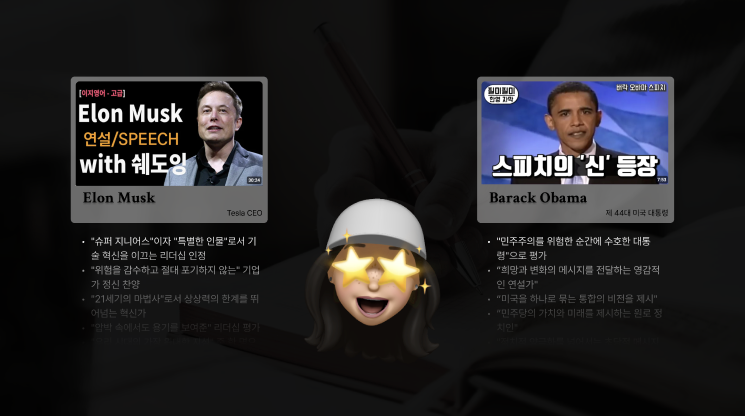 [이지영어 - 고급]
Elon Musk
연설/SPEECH
with 쉐도잉
30:24
Elon Musk
Tesla CEO
• "슈퍼 지니어스"이자 "특별한 인물"로서 기
술 혁신을 이끄는 리더십 인정
• "위험을 감수하고 절대 포기하지 않는" 기업
가 정신 찬양
• "21세기의 마법사"로서 상상력의 한계를 뛰
어넘는 혁신가
• "압박 속에서도 용기를 보여준" 리더십 평가
필미필미
한영 자막
버락 오바마 스피치
스피치의 '신' 등장
7:53
Barack Obama
제 44대 미국 대통령
• "민주주의를 위험한 순간에 수호한 대통
령"으로 평가
• "희망과 변화의 메시지를 전달하는 영감적
인 연설가"
• "미국을 하나로 묶는 통합의 비전을 제시"
• "민주당의 가치와 미래를 제시하는 원로 정
치인"